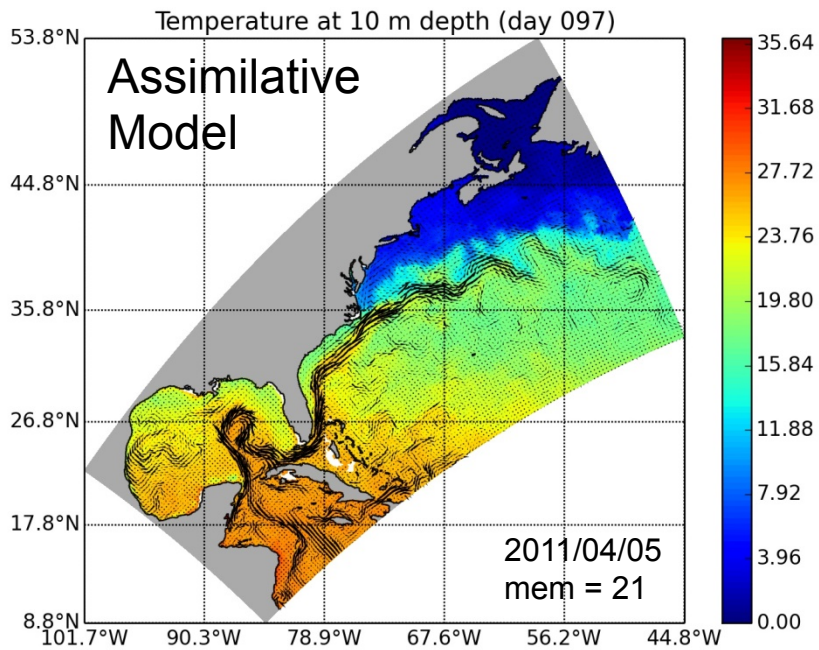 Temperature at 10 m depth (day 097)
53.8°N
44.8°N
35.8°N
26.8°N
17.8°N
8.8°N
Assimilative
Model
2011/04/05
mem = 21
101.7°W 90.3°W 78.9°W 67.6°W 56.2°W 44.8°W
35.64
31.68
27.72
23.76
19.80
15.84
11.88
7.92
3.96
0.00